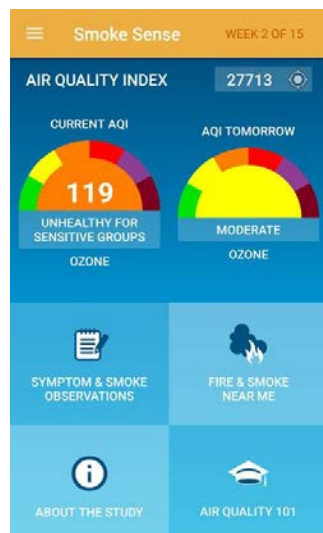 Smoke Sense
WEEK 2 OF 15
AIR QUALITY INDEX
27713
CURRENT AQI
119
UNHEALTHY FOR
SENSITIVE GROUPS
OZONE
AQI TOMORROW
MODERATE
OZONE
SYMPTOM & SMOKE
OBSERVATIONS
FIRE & SMOKE
NEAR ME
ABOUT THE STUDY
AIR QUALITY 101